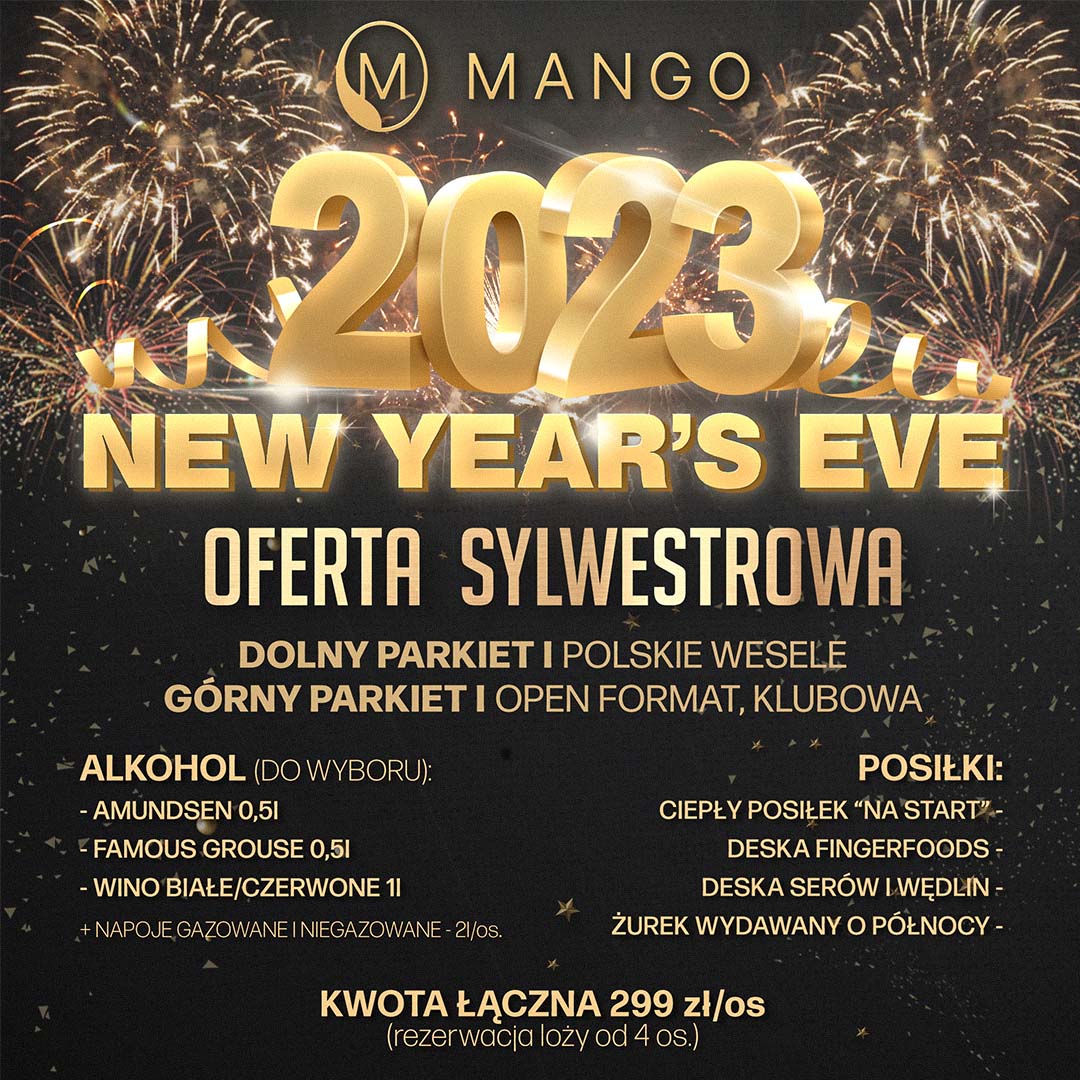 M MANGO
2023
NEW YEAR'S EVE
OFERTA SYLWESTROWA
DOLNY PARKIET I POLSKIE WESELE
GÓRNY PARKIET I OPEN FORMAT, KLUBOWA
ALKOHOL (DO WYBORU):
- AMUNDSEN 0,5l
- FAMOUS GROUSE 0,5l
- WINO BIAŁE/CZERWONE 1l
+ NAPOJE GAZOWANE I NIEGAZOWANE - 2l/os.
POSIŁKI:
CIEPŁY POSIŁEK "NA START" -
DESKA FINGERFOODS -
DESKA SERÓW I WĘDLIN -
ŻUREK WYDAWANY O PÓŁNOCY -
KWOTA ŁĄCZNA 299 zł/os
(rezerwacja loży od 4 os.)